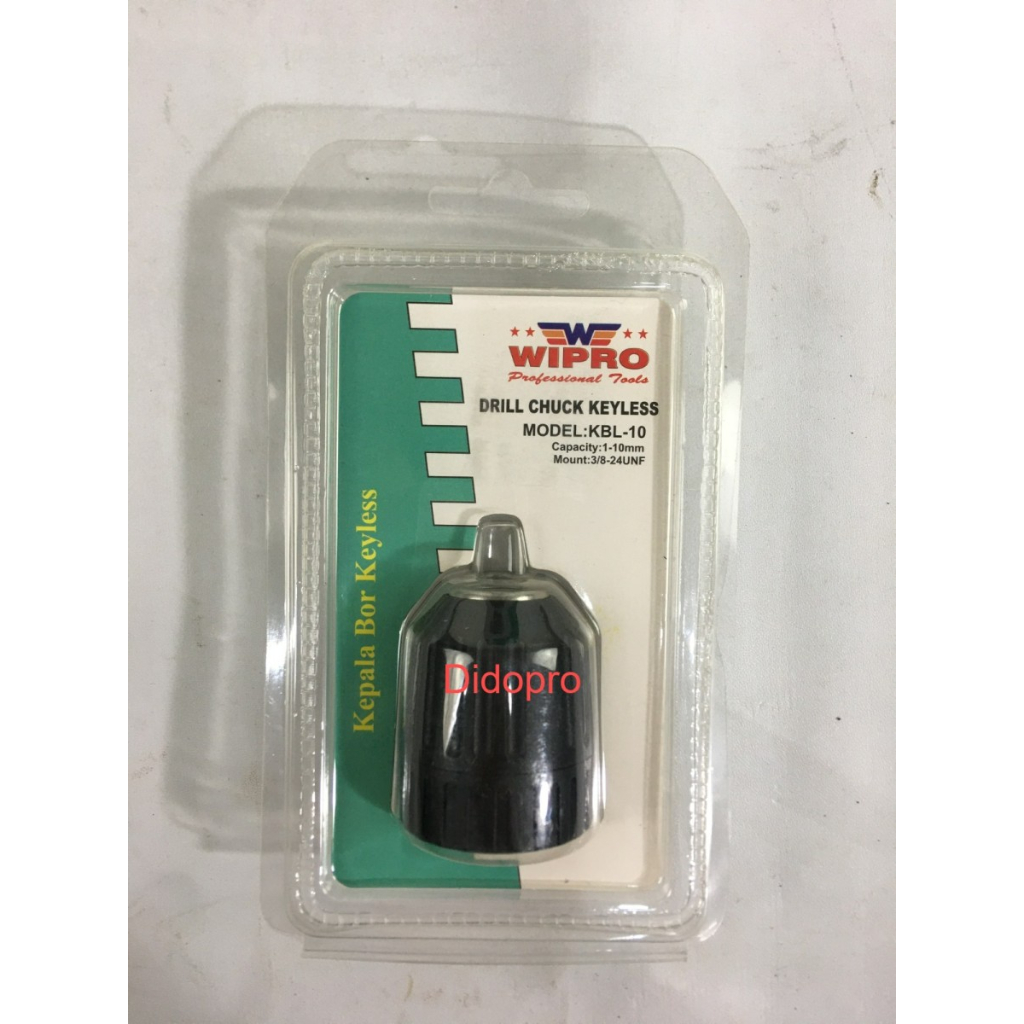 W
WIPRO
Professional Tools
DRILL CHUCK KEYLESS
MODEL:KBL-10
Capacity:1-10mm
Mount:3/8-24UNF
Kepala Bor Keyless
Didopro